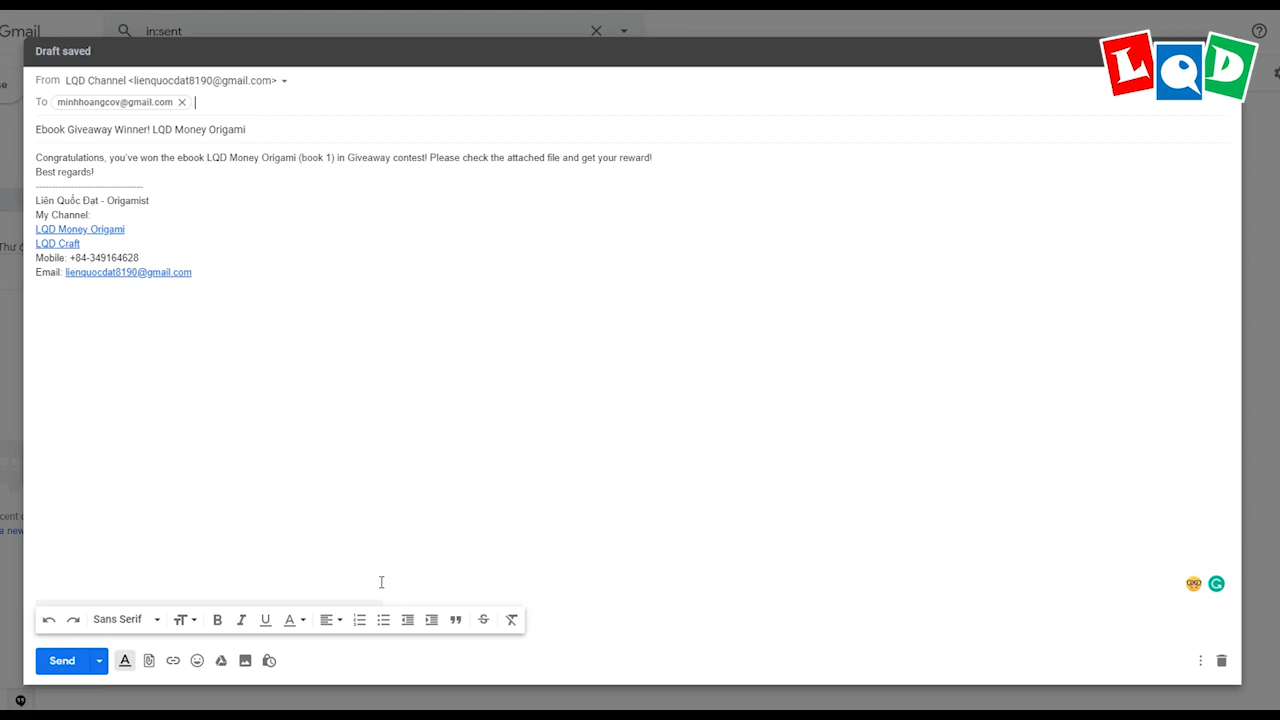 Gmail
in:sent
Draft saved
LQD
From LQD Channel <lienquocdat8190@gmail.com>
To minhhoangcov@gmail.com
Ebook Giveaway Winner! LQD Money Origami
Congratulations, you've won the ebook LQD Money Origami (book 1) in Giveaway contest! Please check the attached file and get your reward!
Best regards!
---------------------------------
Liên Quốc Đạt - Origamist
My Channel:
LQD Money Origami
LQD Craft
Mobile: +84-349164628
Email: lienquocdat8190@gmail.com
Thư
a new
Sans Serif
Send